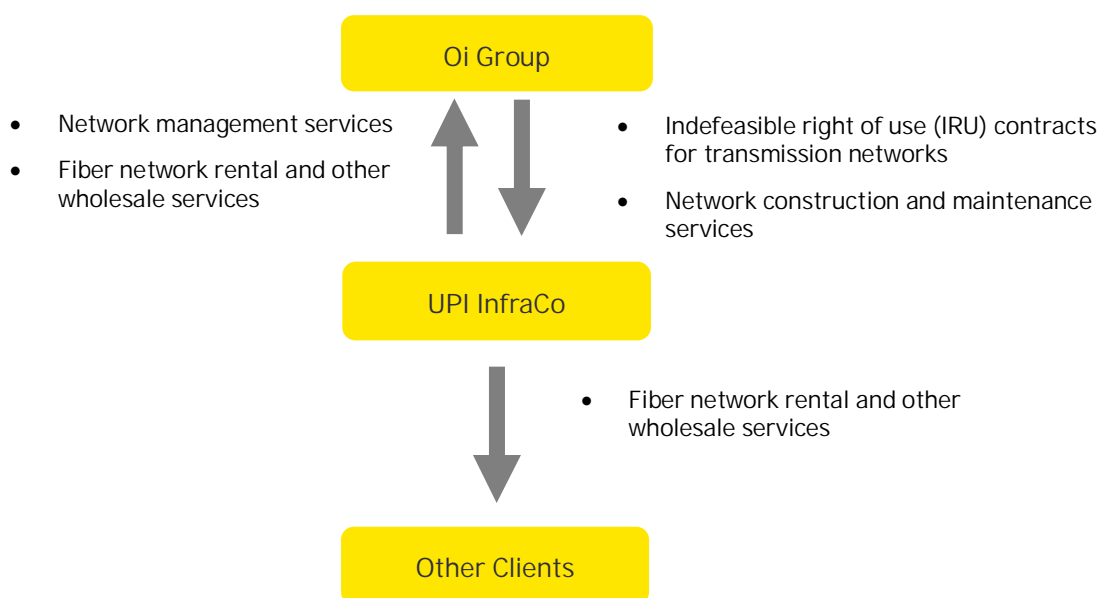 Oi Group
• Network management services
• Fiber network rental and other
wholesale services
• Indefeasible right of use (IRU) contracts
for transmission networks
• Network construction and maintenance
services
UPI InfraCo
• Fiber network rental and other
wholesale services
Other Clients